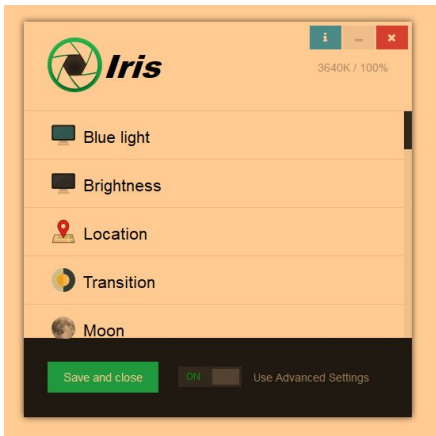 Iris
i
3640K / 100%
Blue light
Brightness
Location
Transition
Moon
Save and close
ON
Use Advanced Settings